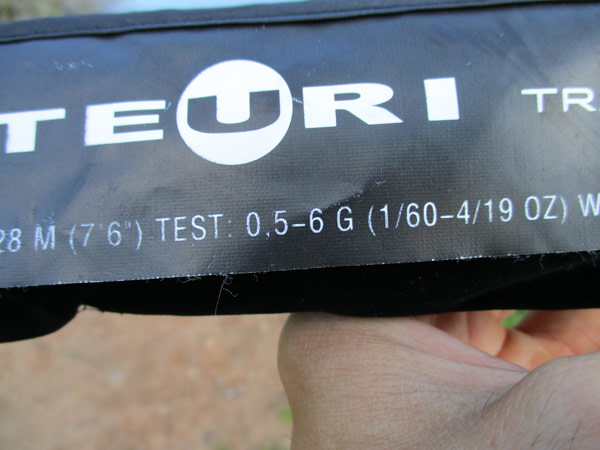 TEURI TR
28 M (7'6") TEST: 0,5-6 G (1/60-4/19 OZ) W